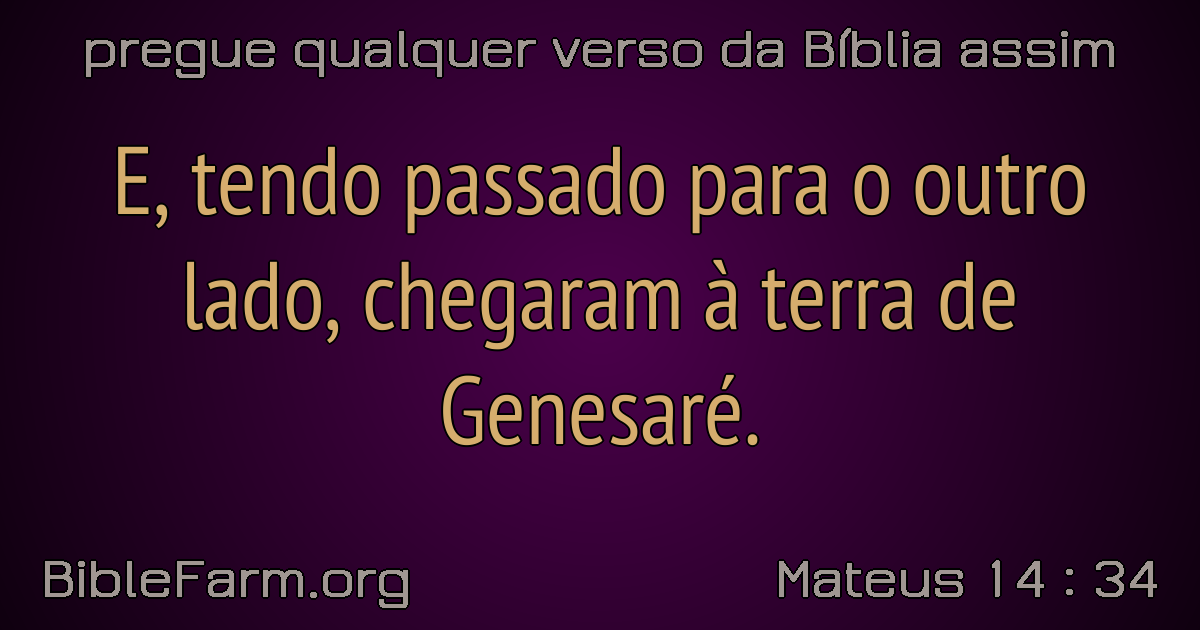 pregue qualquer verso da Bíblia assim
E, tendo passado para o outro
lado, chegaram à terra de
Genesaré.
BibleFarm.org
Mateus 14 : 34